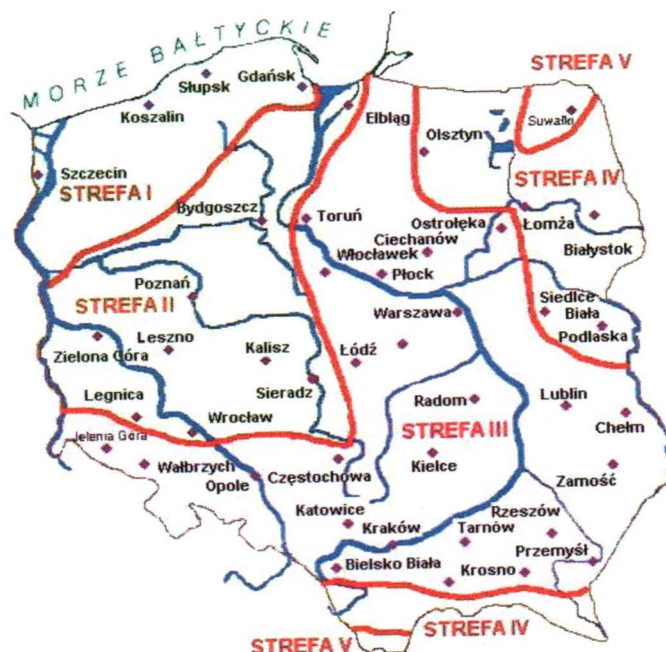 MORZE BAŁTYCKIE
STREFA V
Słupsk
Gdańsk
Koszalin
Elbląg
Suwałki
Olsztyn
Szczecin
STREFA I
STREFA IV
Bydgoszcz
Toruń
Ostrołęka
Łomża
Ciechanów
Białystok
Włocławek
Płock
Poznań
STREFA II
Siedlce
Biała
Podlaska
Warszawa
Zielona Góra
Leszno
Kalisz
Łódź
Sieradz
Legnica
Radom
Lublin
Wrocław
Chełm
STREFA III
Jelenia Góra
Wałbrzych
Opole
Częstochowa
Kielce
Zamość
Katowice
Rzeszów
Kraków
Tarnów
Przemyśl
Bielsko Biała
Krosno
STREFA V
STREFA IV